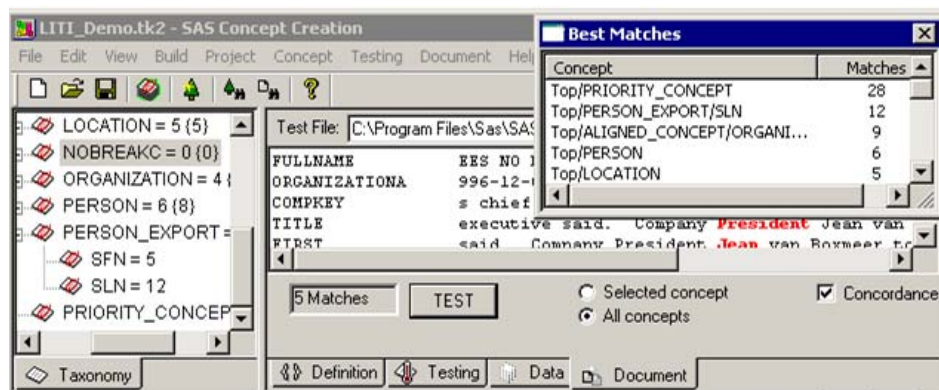 LITI_Demo.tk2 - SAS Concept Creation
File Edit View Build Project Concept Testing Document Hel
LOCATION = 5 {5}
NOBREAKC = 0 {0}
ORGANIZATION = 4 {
PERSON = 6 {8}
PERSON_EXPORT =
SFN = 5
SLN = 12
PRIORITY_CONCEP
Taxonomy
Test File: C:\Program Files\Sas\SAS
FULLNAME EES NO
ORGANIZATIONA 996-12-
COMPKEY s chief
TITLE executive said. Company President Jean van
FIRST said. Company President Jean van Boxmeer to
5 Matches TEST
Selected concept
All concepts
Concordance
Definition Testing Data Document
Best Matches
Concept Matches
Top/PRIORITY_CONCEPT 28
Top/PERSON_EXPORT/SLN 12
Top/ALIGNED_CONCEPT/ORGANI... 9
Top/PERSON 6
Top/LOCATION 5